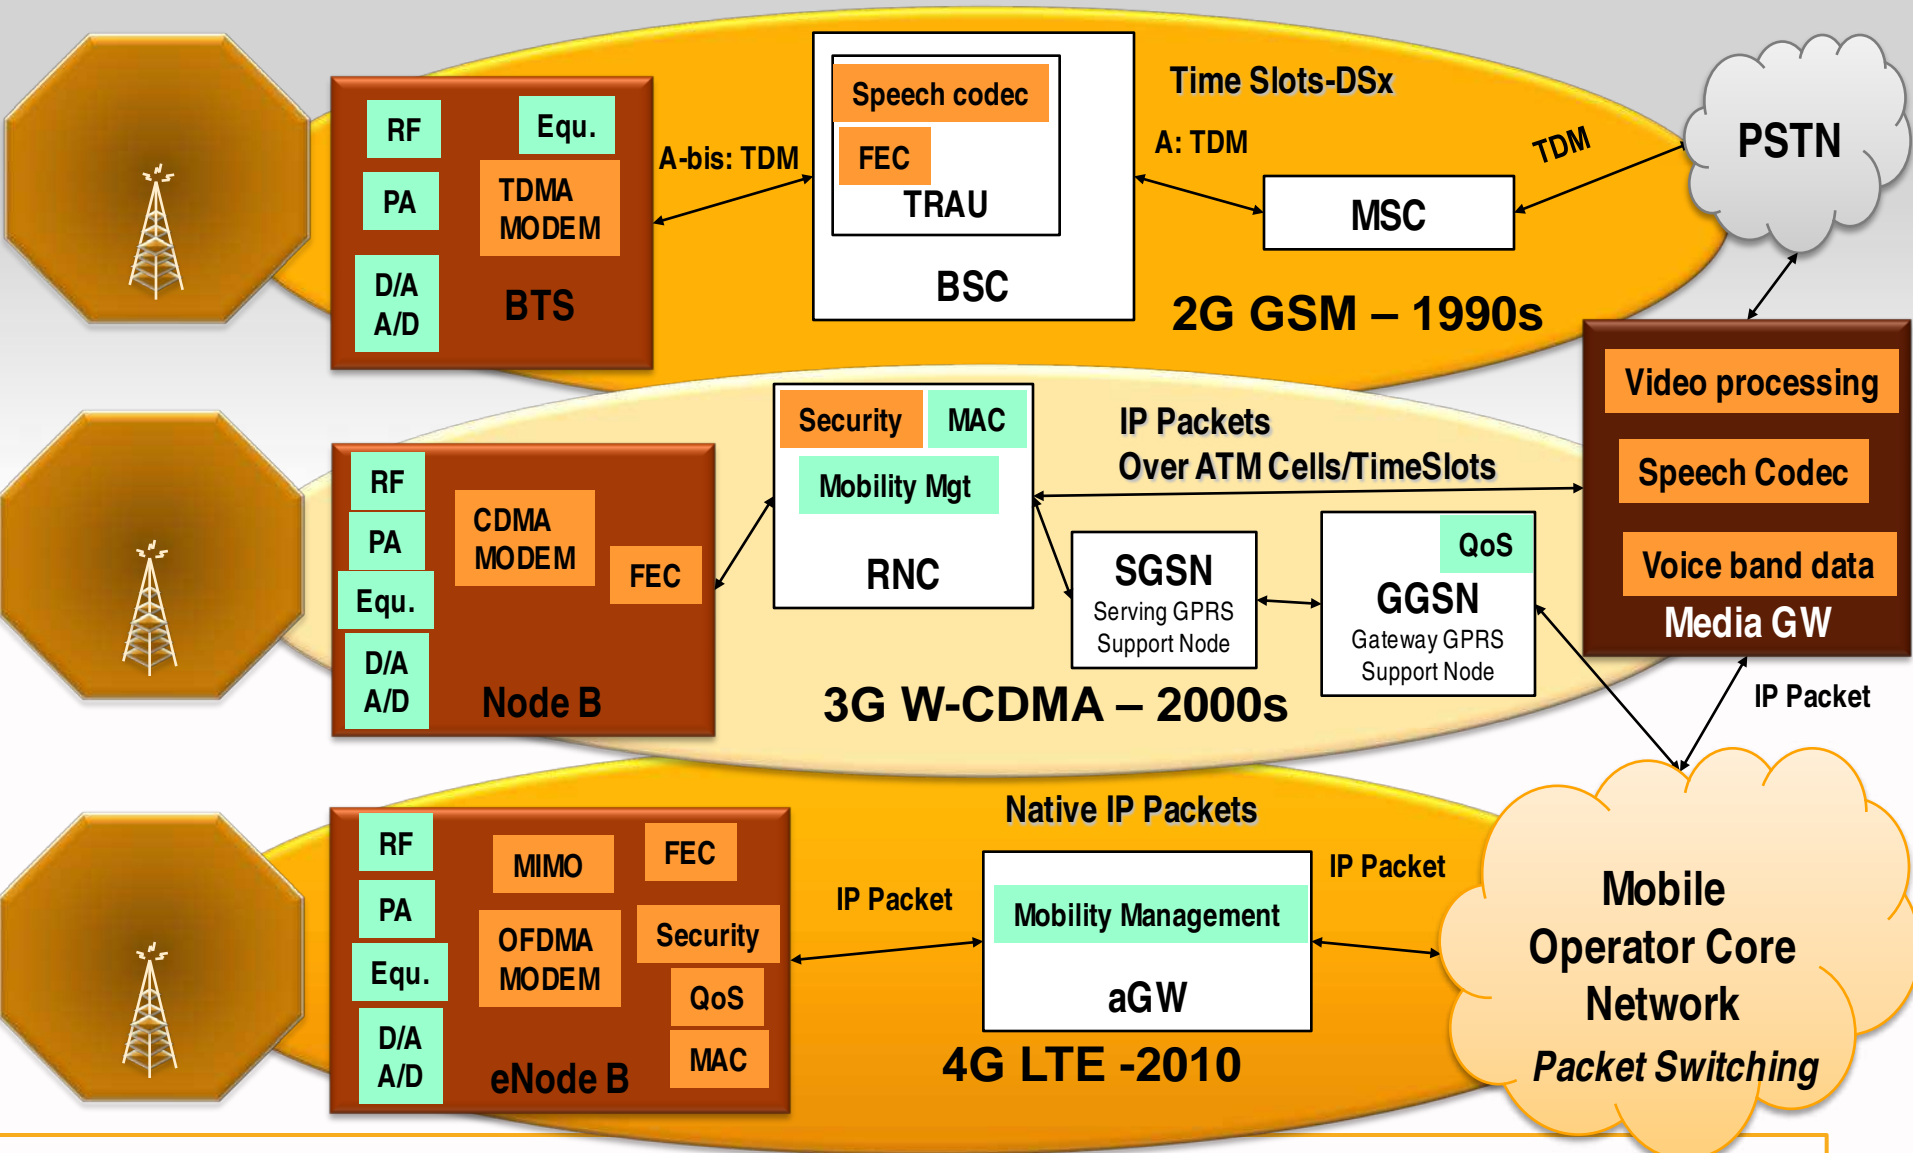 RF
Equ.
PA
TDMA
MODEM
D/A
A/D
BTS
A-bis: TDM
Speech codec
FEC
TRAU
BSC
Time Slots-DSx
A: TDM
MSC
TDM
PSTN
2G GSM – 1990s
RF
PA
Equ.
D/A
A/D
CDMA
MODEM
FEC
Node B
Security
MAC
Mobility Mgt
RNC
IP Packets
Over ATM Cells/TimeSlots
SGSN
Serving GPRS
Support Node
QoS
GGSN
Gateway GPRS
Support Node
3G W-CDMA – 2000s
Video processing
Speech Codec
Voice band data
Media GW
IP Packet
RF
PA
Equ.
D/A
A/D
MIMO
FEC
OFDMA
MODEM
Security
QoS
MAC
eNode B
IP Packet
Native IP Packets
Mobility Management
aGW
IP Packet
4G LTE -2010
Mobile
Operator Core
Network
Packet Switching